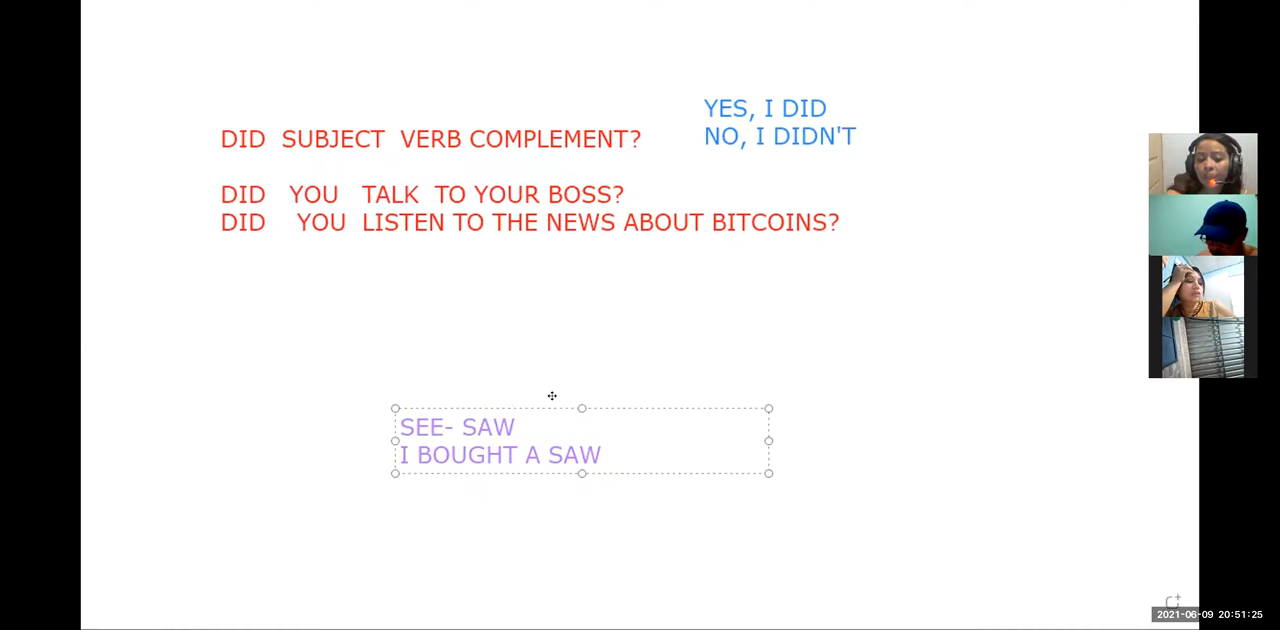 YES, I DID
NO, I DIDN'T
DID SUBJECT VERB COMPLEMENT?
DID YOU TALK TO YOUR BOSS?
DID YOU LISTEN TO THE NEWS ABOUT BITCOINS?
SEE- SAW
I BOUGHT A SAW
2021-06-09 20:51:25